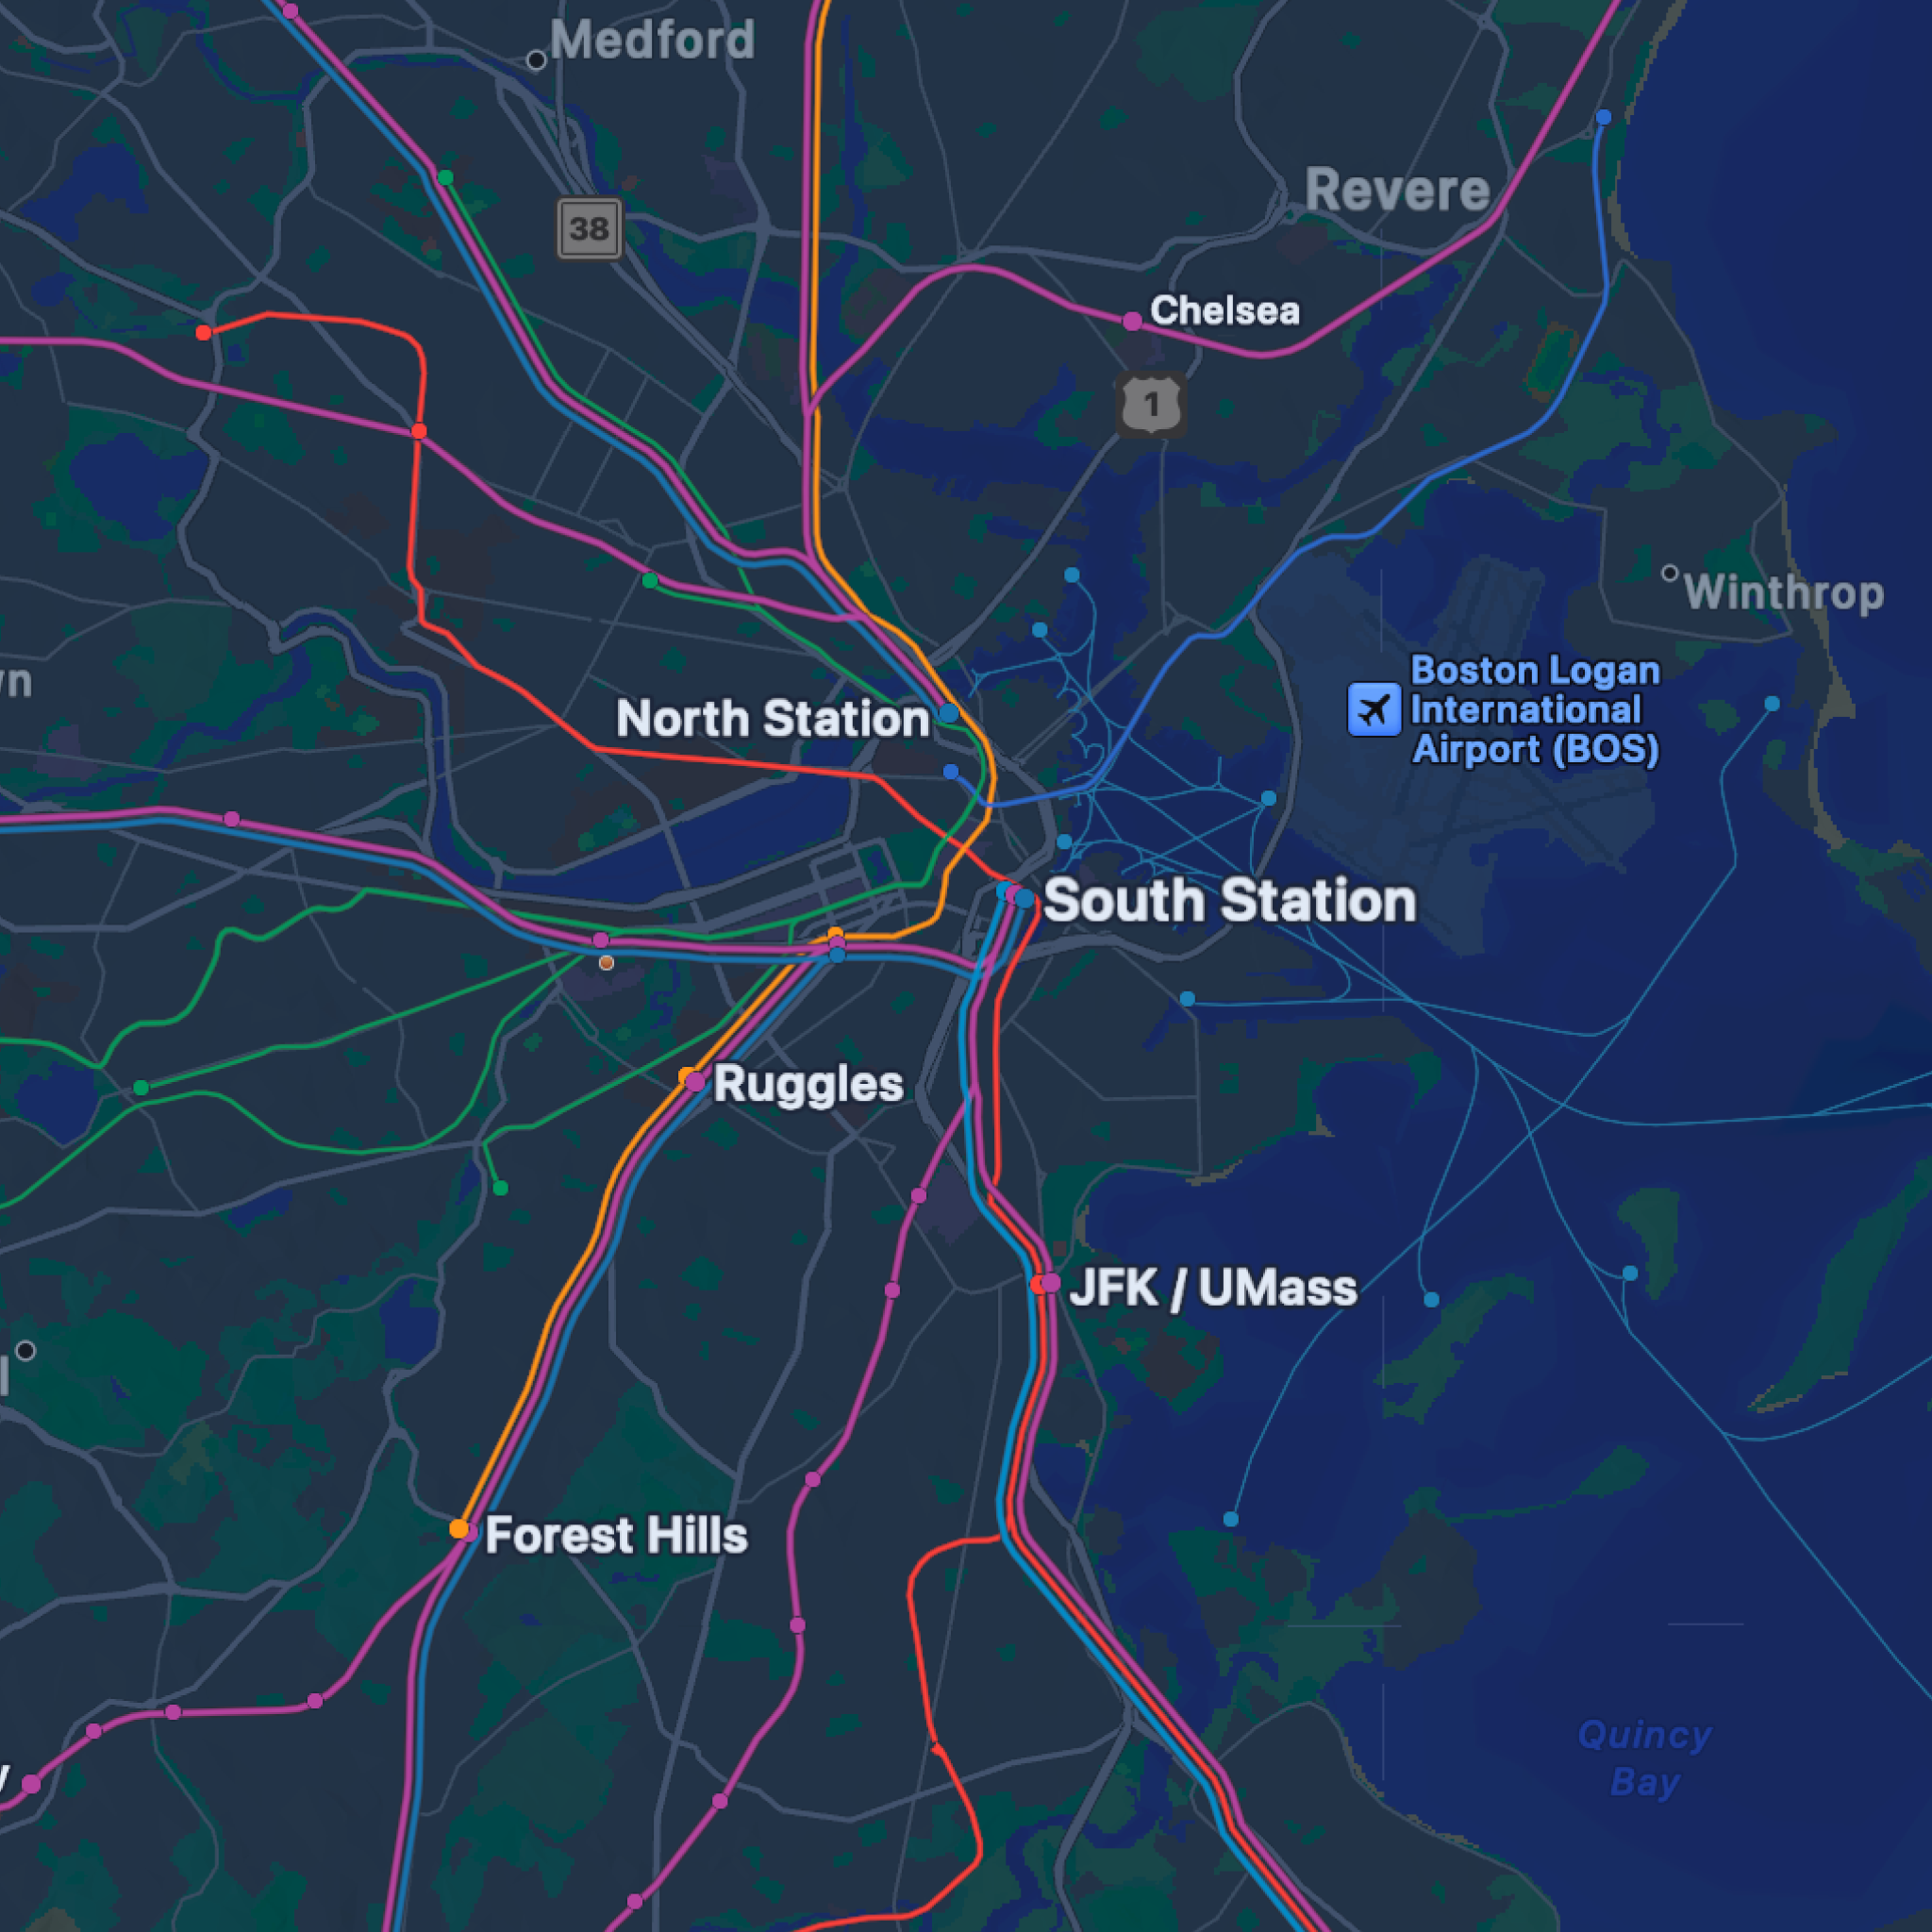 Medford
38
Revere
Chelsea
1
Winthrop
Boston Logan
International
Airport (BOS)
North Station
South Station
Ruggles
JFK / UMass
Forest Hills
Quincy
Bay